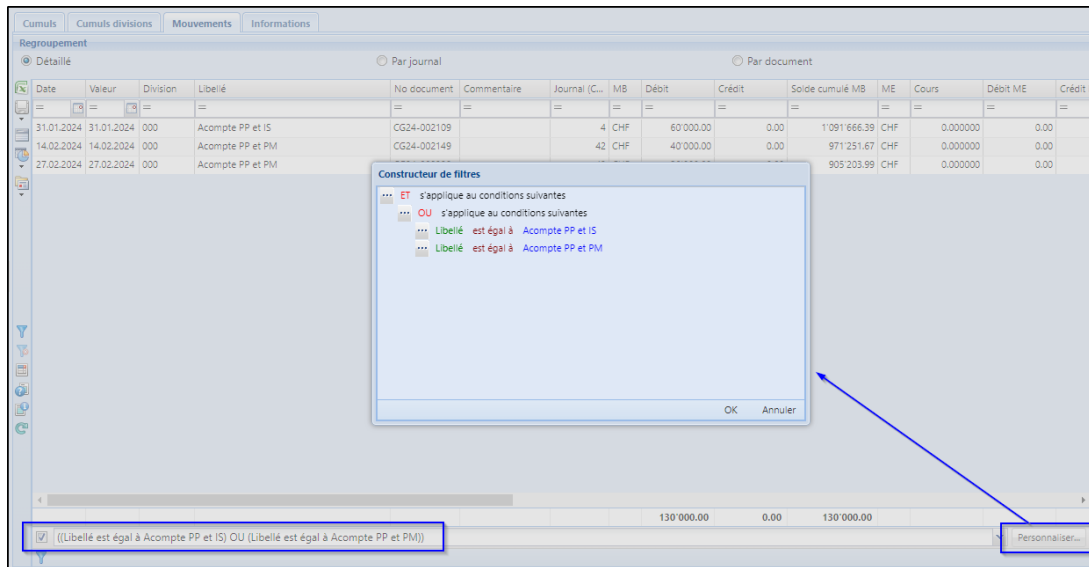 Cumuls Cumuls divisions Mouvements Informations
Regroupement
Détaillé Par journal Par document
Date Valeur Division Libellé No document Commentaire Journal (C... MB Débit Crédit Solde cumulé MB ME Cours Débit ME Crédit
= = = = = = = = = = = = = = =
31.01.2024 31.01.2024 000 Acompte PP et IS CG24-002109 4 CHF 60'000.00 0.00 1'091'666.39 CHF 0.000000 0.00
14.02.2024 14.02.2024 000 Acompte PP et PM CG24-002149 42 CHF 40'000.00 0.00 971'251.67 CHF 0.000000 0.00
27.02.2024 27.02.2024 000 Acompte PP et PM 905'203.99 CHF 0.000000 0.00
Constructeur de filtres
... ET s'applique au conditions suivantes
... OU s'applique au conditions suivantes
... Libellé est égal à Acompte PP et IS
... Libellé est égal à Acompte PP et PM
OK Annuler
130'000.00 0.00 130'000.00
((Libellé est égal à Acompte PP et IS) OU (Libellé est égal à Acompte PP et PM)) Personnaliser...